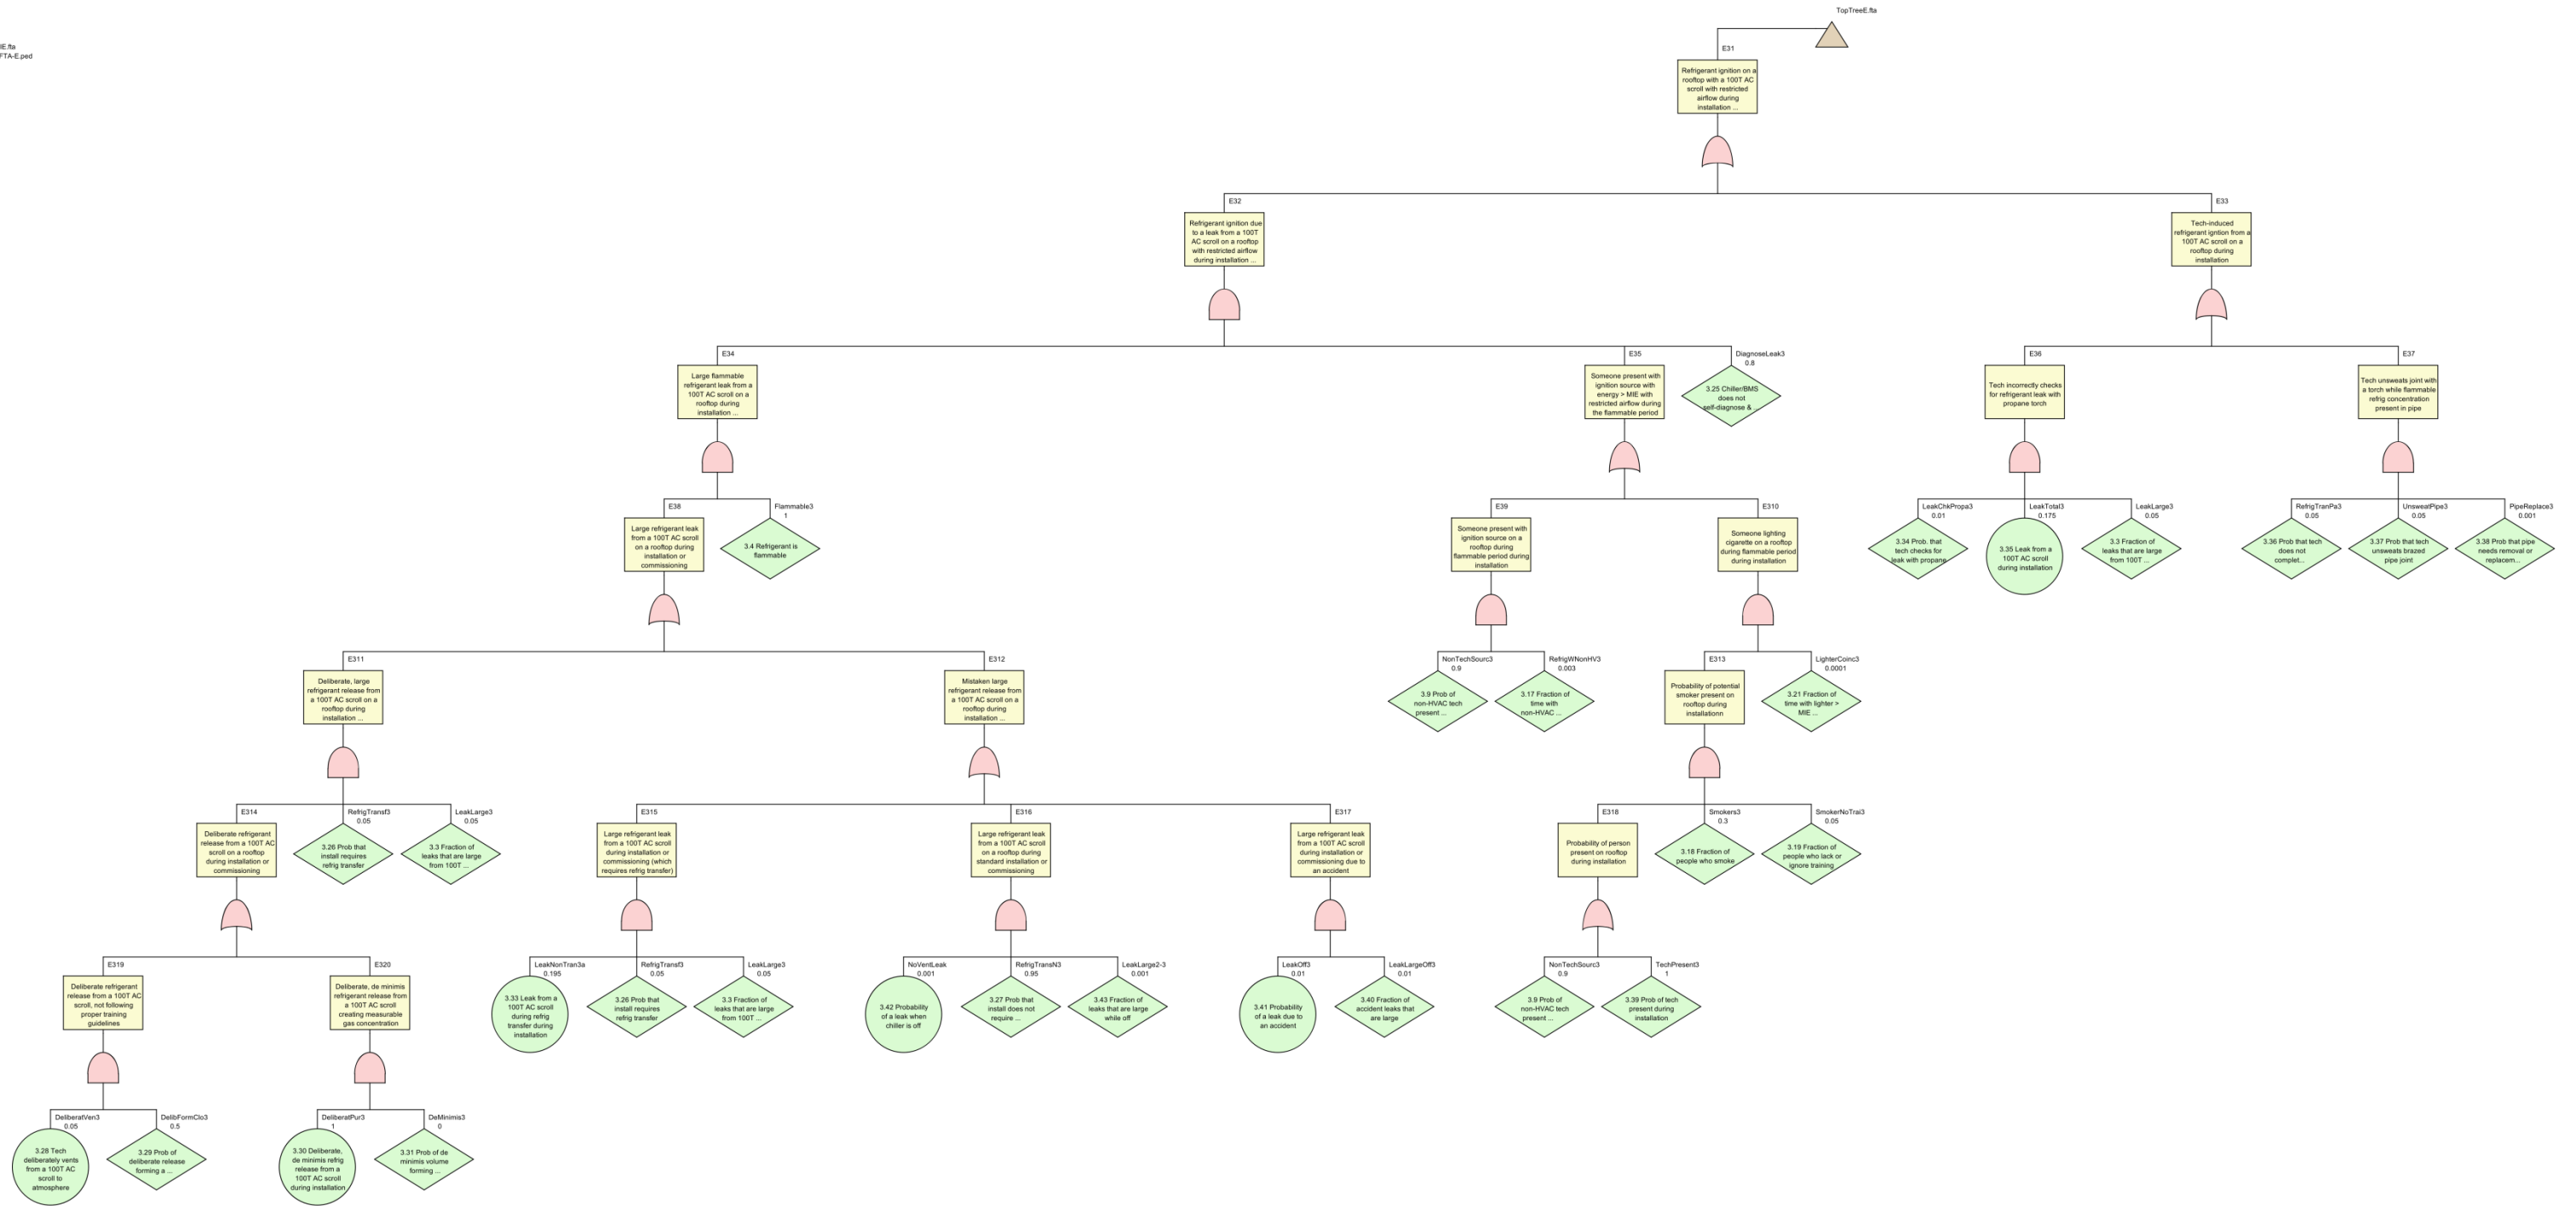 TopTreeE.fta
IE.fta
FTA-E.ped
E31
Refrigerant ignition on a
rooftop with a 100T AC
scroll with restricted
airflow during
installation ...
E32
Refrigerant ignition due
to a leak from a 100T
AC scroll on a rooftop
with restricted airflow
during installation ...
E33
Tech-induced
refrigerant igntion from a
100T AC scroll on a
rooftop during
installation
E34
Large flammable
refrigerant leak from a
100T AC scroll on a
rooftop during
installation ...
E35
Someone present with
ignition source with
energy > MIE with
restricted airflow during
the flammable period
DiagnoseLeak3
0.8
3.25 Chiller/BMS
does not
self-diagnose & ...
E36
Tech incorrectly checks
for refrigerant leak with
propane torch
E37
Tech unsweats joint with
a torch while flammable
refrig concentration
present in pipe
E38
Large refrigerant leak
from a 100T AC scroll
on a rooftop during
installation or
commissioning
Flammable3
1
3.4 Refrigerant is
flammable
E39
Someone present with
ignition source on a
rooftop during
flammable period during
installation
E310
Someone lighting
cigarette on a rooftop
during flammable period
during installation
LeakChkPropa3
0.01
3.34 Prob. that
tech checks for
leak with propane
LeakTotal3
0.175
3.35 Leak from a
100T AC scroll
during installation
LeakLarge3
0.05
3.3 Fraction of
leaks that are large
from 100T ...
RefrigTranPa3
0.05
3.36 Prob that tech
does not
complet...
UnsweatPipe3
0.05
3.37 Prob that tech
unsweats brazed
pipe joint
PipeReplace3
0.001
3.38 Prob that pipe
needs removal or
replacem...
E311
Deliberate, large
refrigerant release from
a 100T AC scroll on a
rooftop during
installation ...
E312
Mistaken large
refrigerant release from
a 100T AC scroll on a
rooftop during
installation ...
NonTechSourc3
0.9
3.9 Prob of
non-HVAC tech
present ...
RefrigWNonHV3
0.003
3.17 Fraction of
time with
non-HVAC ...
E313
Probability of potential
smoker present on
rooftop during
installationn
LighterCoinc3
0.0001
3.21 Fraction of
time with lighter >
MIE ...
E314
Deliberate refrigerant
release from a 100T AC
scroll on a rooftop
during installation or
commissioning
RefrigTransf3
0.05
3.26 Prob that
install requires
refrig transfer
LeakLarge3
0.05
3.3 Fraction of
leaks that are large
from 100T ...
E315
Large refrigerant leak
from a 100T AC scroll
during installation or
commissioning (which
requires refrig transfer)
E316
Large refrigerant leak
from a 100T AC scroll
on a rooftop during
standard installation or
commissioning
E317
Large refrigerant leak
from a 100T AC scroll
during installation or
commissioning due to
an accident
E318
Probability of person
present on rooftop
during installation
Smokers3
0.3
3.18 Fraction of
people who smoke
SmokerNoTrai3
0.05
3.19 Fraction of
people who lack or
ignore training
E319
Deliberate refrigerant
release from a 100T AC
scroll, not following
proper training
guidelines
E320
Deliberate, de minimis
refrigerant release from
a 100T AC scroll
creating measurable
gas concentration
LeakNonTran3a
0.195
3.33 Leak from a
100T AC scroll
during refrig
transfer during
installation
RefrigTransf3
0.05
3.26 Prob that
install requires
refrig transfer
LeakLarge3
0.05
3.3 Fraction of
leaks that are large
from 100T ...
NoVentLeak
0.001
3.42 Probability
of a leak when
chiller is off
RefrigTransN3
0.95
3.27 Prob that
install does not
require ...
LeakLarge2-3
0.001
3.43 Fraction of
leaks that are large
while off
LeakOff3
0.01
3.41 Probability
of a leak due to
an accident
LeakLargeOff3
0.01
3.40 Fraction of
accident leaks that
are large
NonTechSourc3
0.9
3.9 Prob of
non-HVAC tech
present ...
TechPresent3
1
3.39 Prob of tech
present during
installation
DeliberatVen3
0.05
3.28 Tech
deliberately vents
from a 100T AC
scroll to
atmosphere
DelibFormClo3
0.5
3.29 Prob of
deliberate release
forming a ...
DeliberatPur3
1
3.30 Deliberate,
de minimis refrig
release from a
100T AC scroll
during installation
DeMinimis3
0
3.31 Prob of de
minimis volume
forming ...